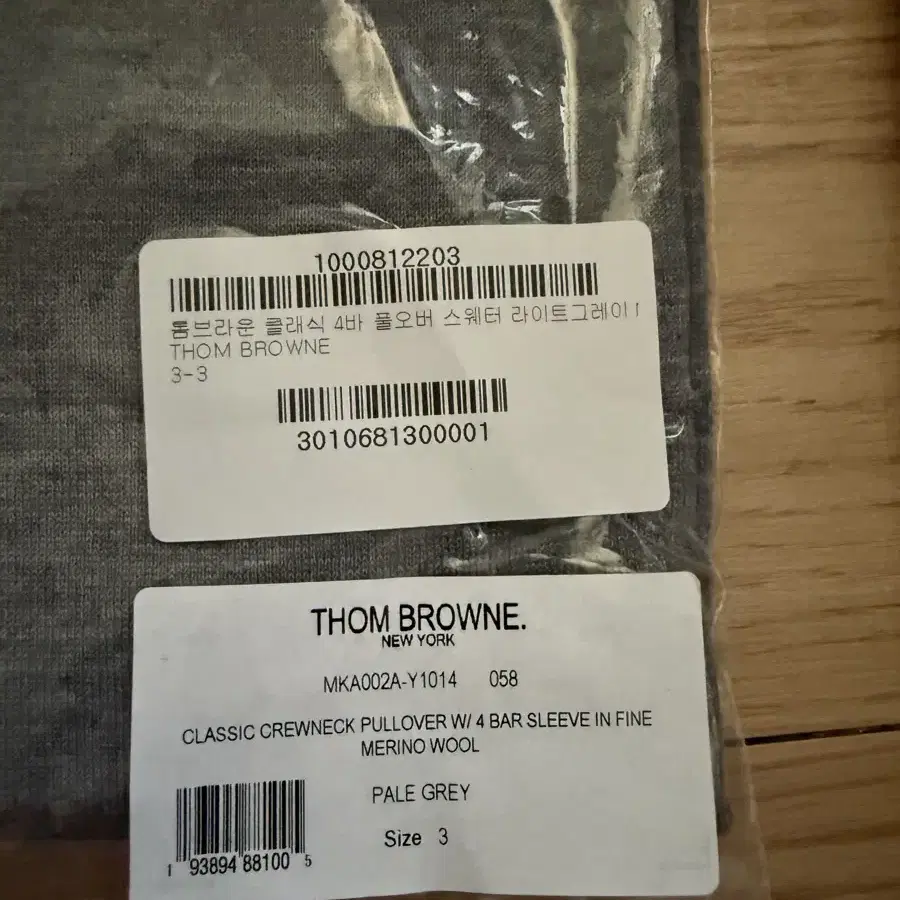 1000812203
톰브라운 클래식 4바 풀오버 스웨터 라이트그레이
THOM BROWNE
3-3
3010681300001
THOM BROWNE.
NEW YORK
MKA002A-Y1014 058
CLASSIC CREWNECK PULLOVER W/ 4 BAR SLEEVE IN FINE
MERINO WOOL
PALE GREY
Size 3
1 93894 88100 5